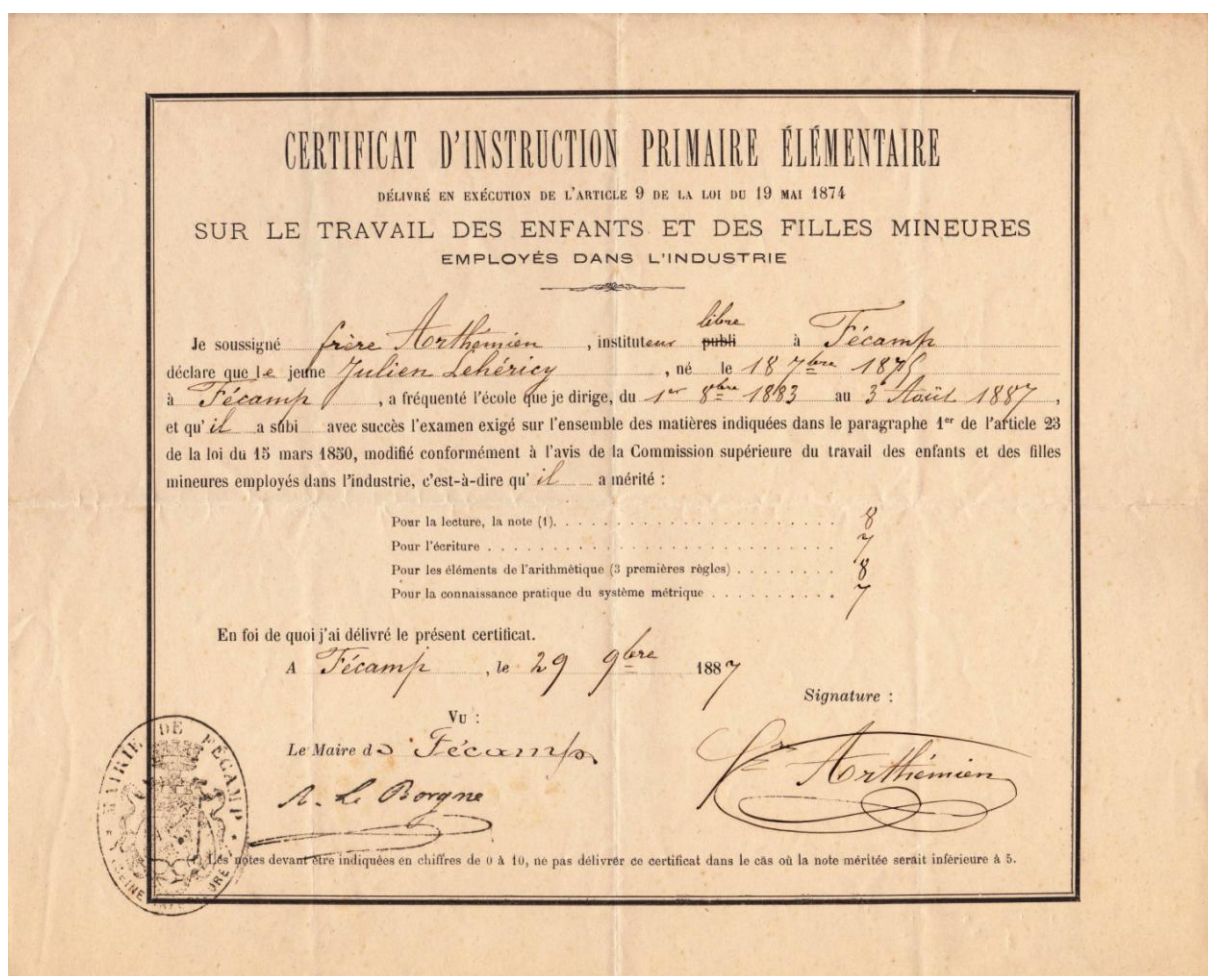 CERTIFICAT D'INSTRUCTION PRIMAIRE ÉLÉMENTAIRE
DÉLIVRÉ EN EXÉCUTION DE L'ARTICLE 9 DE LA LOI DU 19 MAI 1874
SUR LE TRAVAIL DES ENFANTS ET DES FILLES MINEURES
EMPLOYÉS DANS L'INDUSTRIE
libre
Je soussigné frère Arthémien, instituteur publi à Fécamp
déclare que le jeune Julien Lehéricy, né le 18 7bre 1875
à Fécamp, a fréquenté l'école que je dirige, du 1er 8bre 1883 au 3 Août 1887,
et qu'il a subi avec succès l'examen exigé sur l'ensemble des matières indiquées dans le paragraphe 1er de l'article 23
de la loi du 15 mars 1850, modifié conformément à l'avis de la Commission supérieure du travail des enfants et des filles
mineures employés dans l'industrie, c'est-à-dire qu'il a mérité :
Pour la lecture, la note (1). . . . . . . . . . 8
Pour l'écriture . . . . . . . . . . 7
Pour les éléments de l'arithmétique (3 premières règles) . . . . . . . . 8
Pour la connaissance pratique du système métrique . . . . . . . . . . 7
En foi de quoi j'ai délivré le présent certificat.
A Fécamp, le 29 9bre 1887
Signature :
Vu :
Le Maire de Fécamp
Fr Arthémien
A. Le Borgne
MAIRIE DE FÉCAMP
SEINE INFÉRIEURE
(1) Les notes devant être indiquées en chiffres de 0 à 10, ne pas délivrer ce certificat dans le cas où la note méritée serait inférieure à 5.